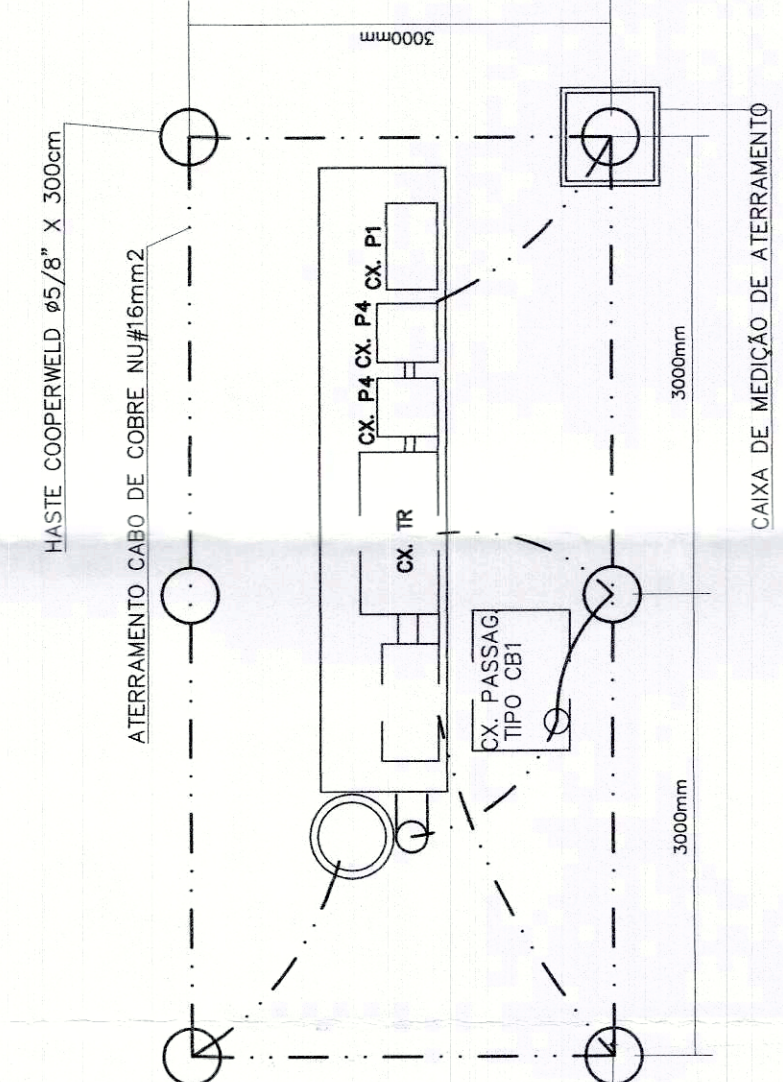 HASTE COOPERWELD ø5/8" X 300cm
ATERRAMENTO CABO DE COBRE NU#16mm2
3000mm
CX. P4
CX. P4
CX. P1
CX. TR
CX. PASSAG.
TIPO CB1
3000mm
3000mm
CAIXA DE MEDIÇÃO DE ATERRAMENTO